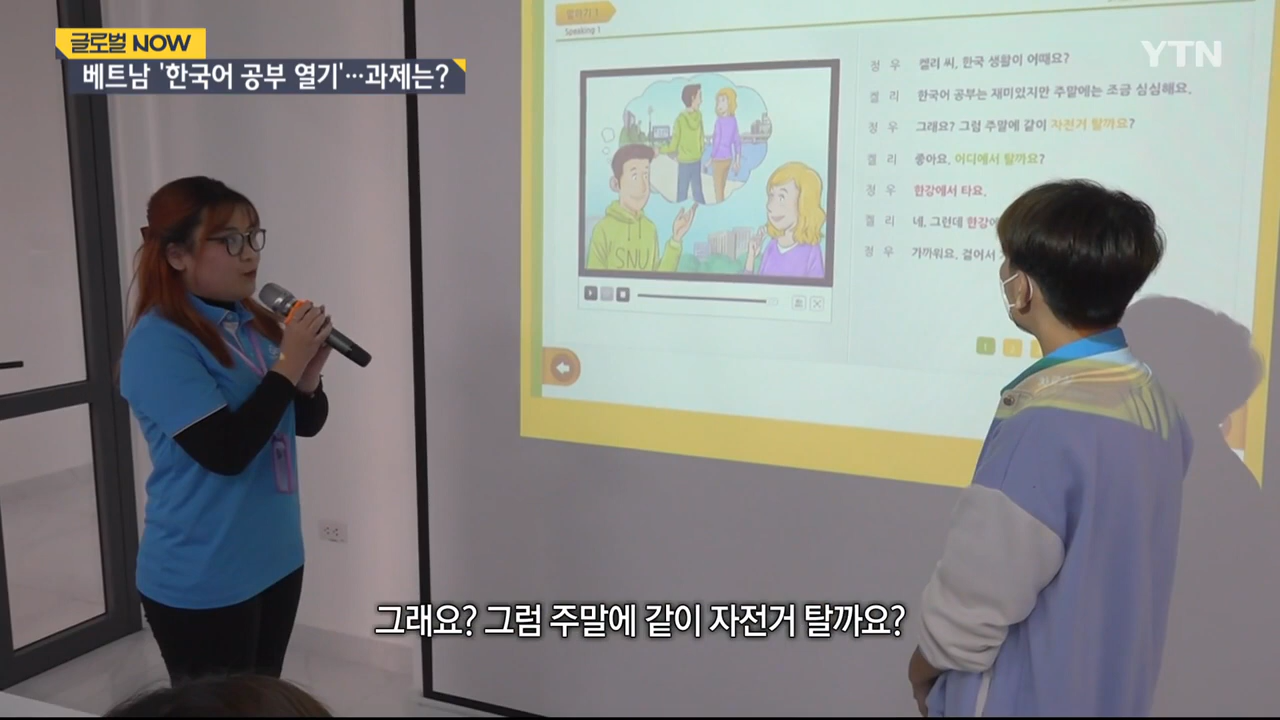 글로벌 NOW
베트남 '한국어 공부 열기'…과제는?
YTN
말하기 1
Speaking 1
정 우 켈리 씨, 한국 생활이 어때요?
켈 리 한국어 공부는 재미있지만 주말에는 조금 심심해요.
정 우 그래요? 그럼 주말에 같이 자전거 탈까요?
켈 리 좋아요. 어디에서 탈까요?
정 우 한강에서 타요.
켈 리 네. 그런데 한강에
정 우 가까워요. 걸어서
SNU
1 2
그래요? 그럼 주말에 같이 자전거 탈까요?